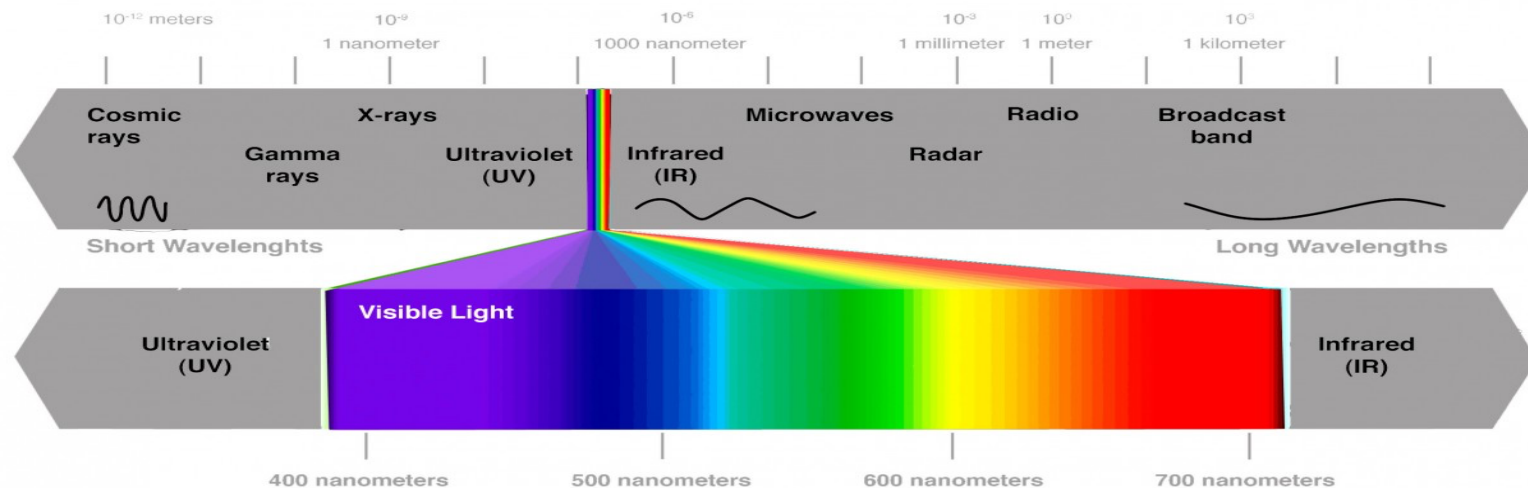 10⁻¹² meters 10⁻⁹ 10⁻⁶ 10⁻³ 10⁰ 10³
1 nanometer 1000 nanometer 1 millimeter 1 meter 1 kilometer
Cosmic
rays
Gamma
rays
X-rays
Ultraviolet
(UV)
Infrared
(IR)
Microwaves
Radar
Radio
Broadcast
band
Short Wavelenghts
Long Wavelengths
Ultraviolet
(UV)
Visible Light
Infrared
(IR)
400 nanometers 500 nanometers 600 nanometers 700 nanometers